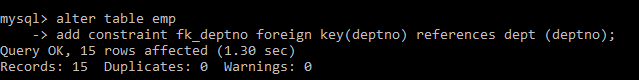 mysql> alter table emp
-> add constraint fk_deptno foreign key(deptno) references dept (deptno);
Query OK, 15 rows affected (1.30 sec)
Records: 15  Duplicates: 0  Warnings: 0